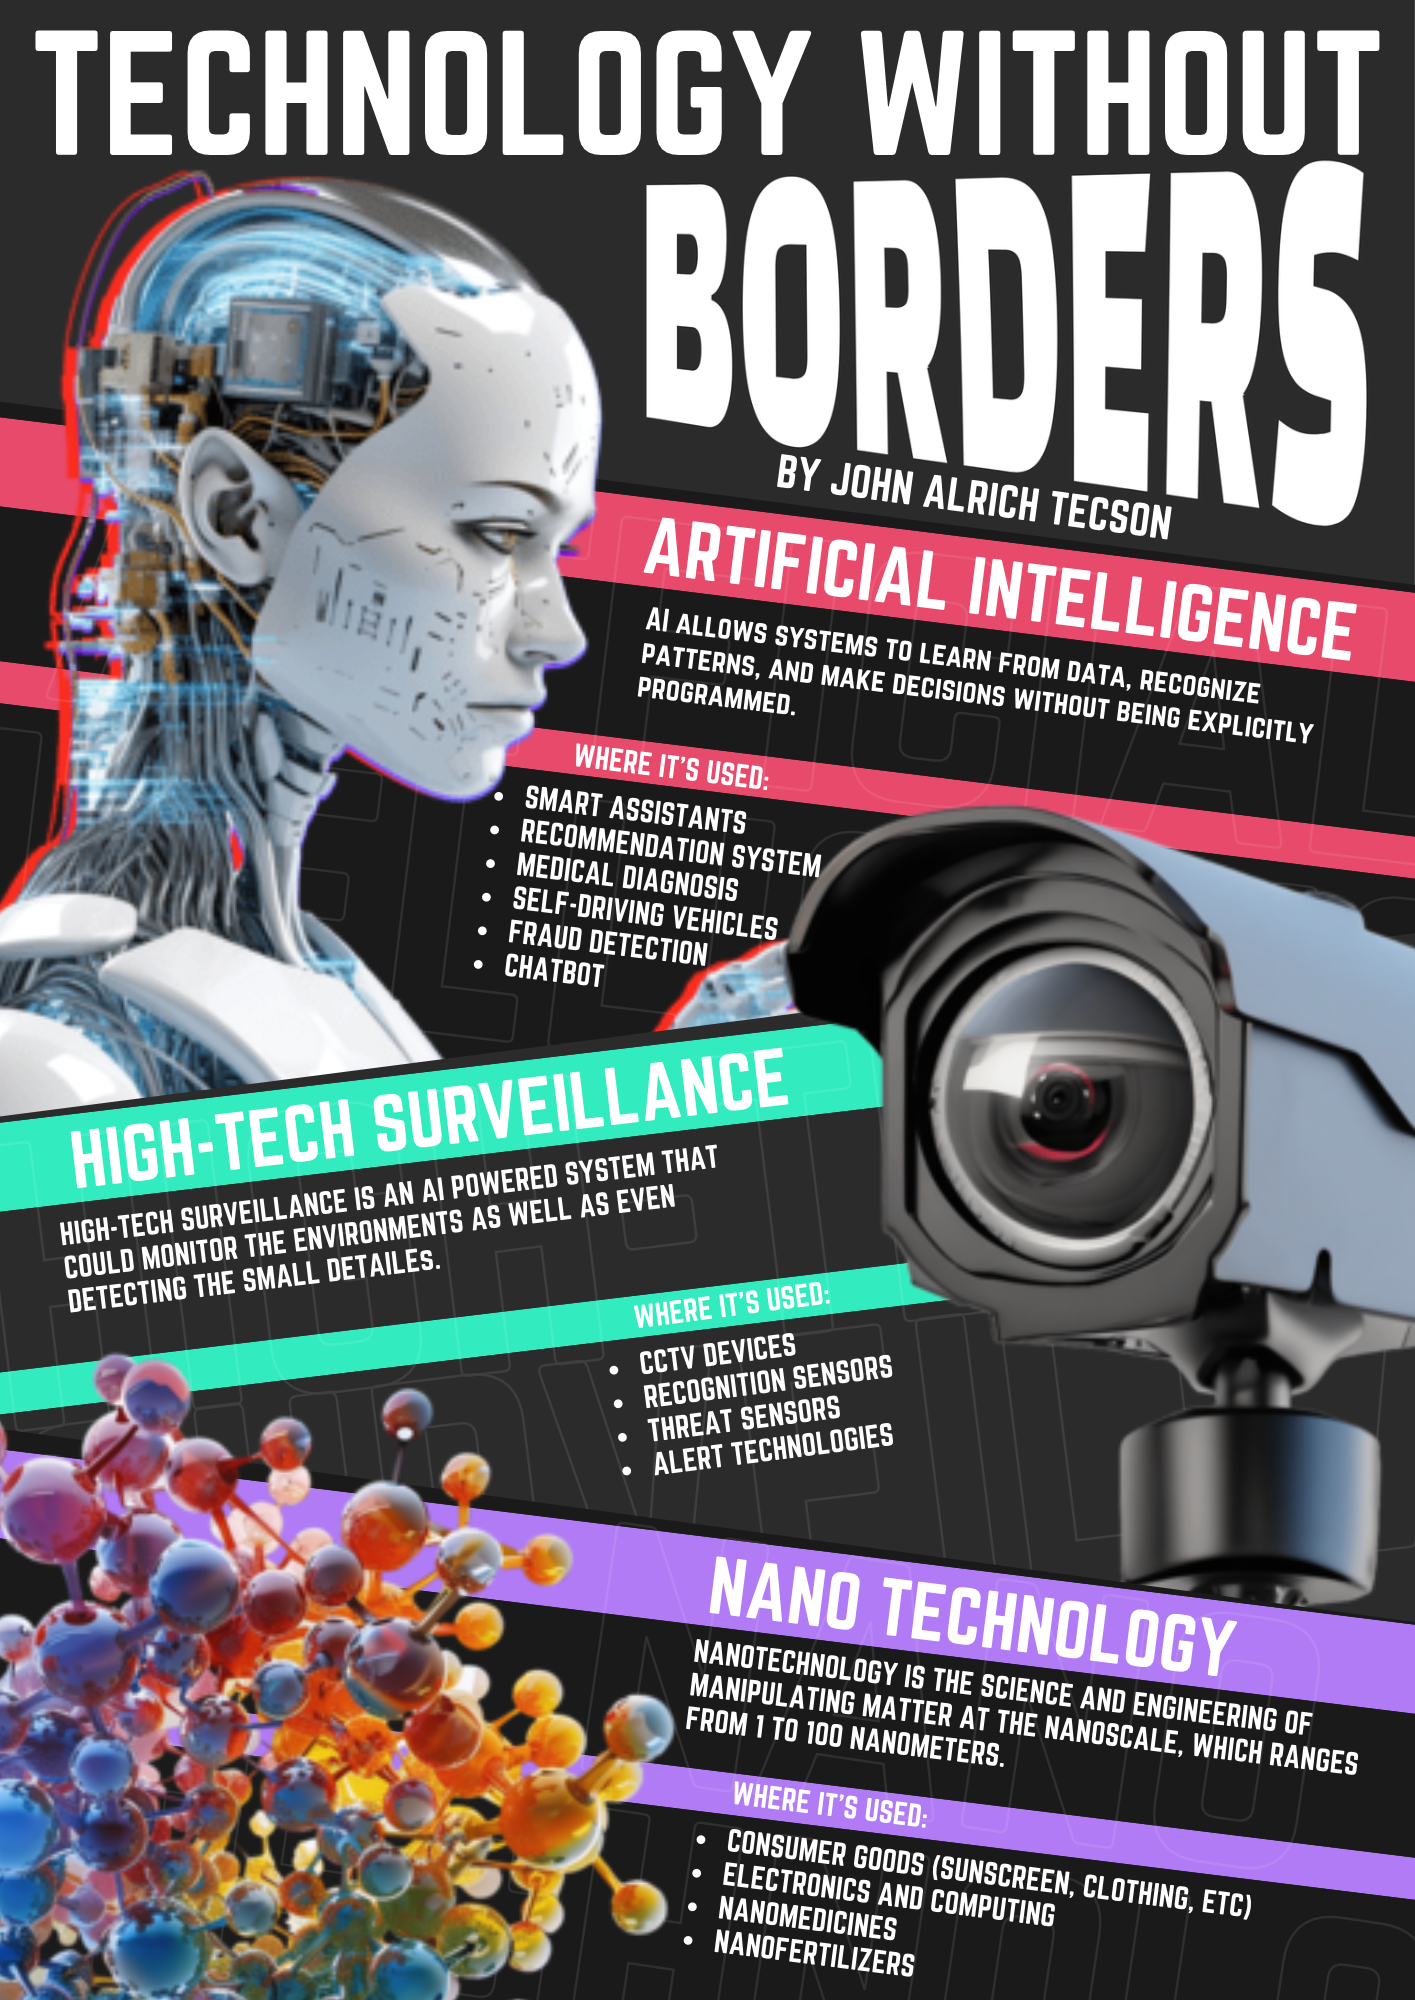 TECHNOLOGY WITHOUT
BORDERS
BY JOHN ALRICH TECSON
ARTIFICIAL INTELLIGENCE
AI ALLOWS SYSTEMS TO LEARN FROM DATA, RECOGNIZE
PATTERNS, AND MAKE DECISIONS WITHOUT BEING EXPLICITLY
PROGRAMMED.
WHERE IT'S USED:
• SMART ASSISTANTS
• RECOMMENDATION SYSTEM
• MEDICAL DIAGNOSIS
• SELF-DRIVING VEHICLES
• FRAUD DETECTION
• CHATBOT
HIGH-TECH SURVEILLANCE
HIGH-TECH SURVEILLANCE IS AN AI POWERED SYSTEM THAT
COULD MONITOR THE ENVIRONMENTS AS WELL AS EVEN
DETECTING THE SMALL DETAILES.
WHERE IT'S USED:
• CCTV DEVICES
• RECOGNITION SENSORS
• THREAT SENSORS
• ALERT TECHNOLOGIES
NANO TECHNOLOGY
NANOTECHNOLOGY IS THE SCIENCE AND ENGINEERING OF
MANIPULATING MATTER AT THE NANOSCALE, WHICH RANGES
FROM 1 TO 100 NANOMETERS.
WHERE IT'S USED:
• CONSUMER GOODS (SUNSCREEN, CLOTHING, ETC)
• ELECTRONICS AND COMPUTING
• NANOMEDICINES
• NANOFERTILIZERS